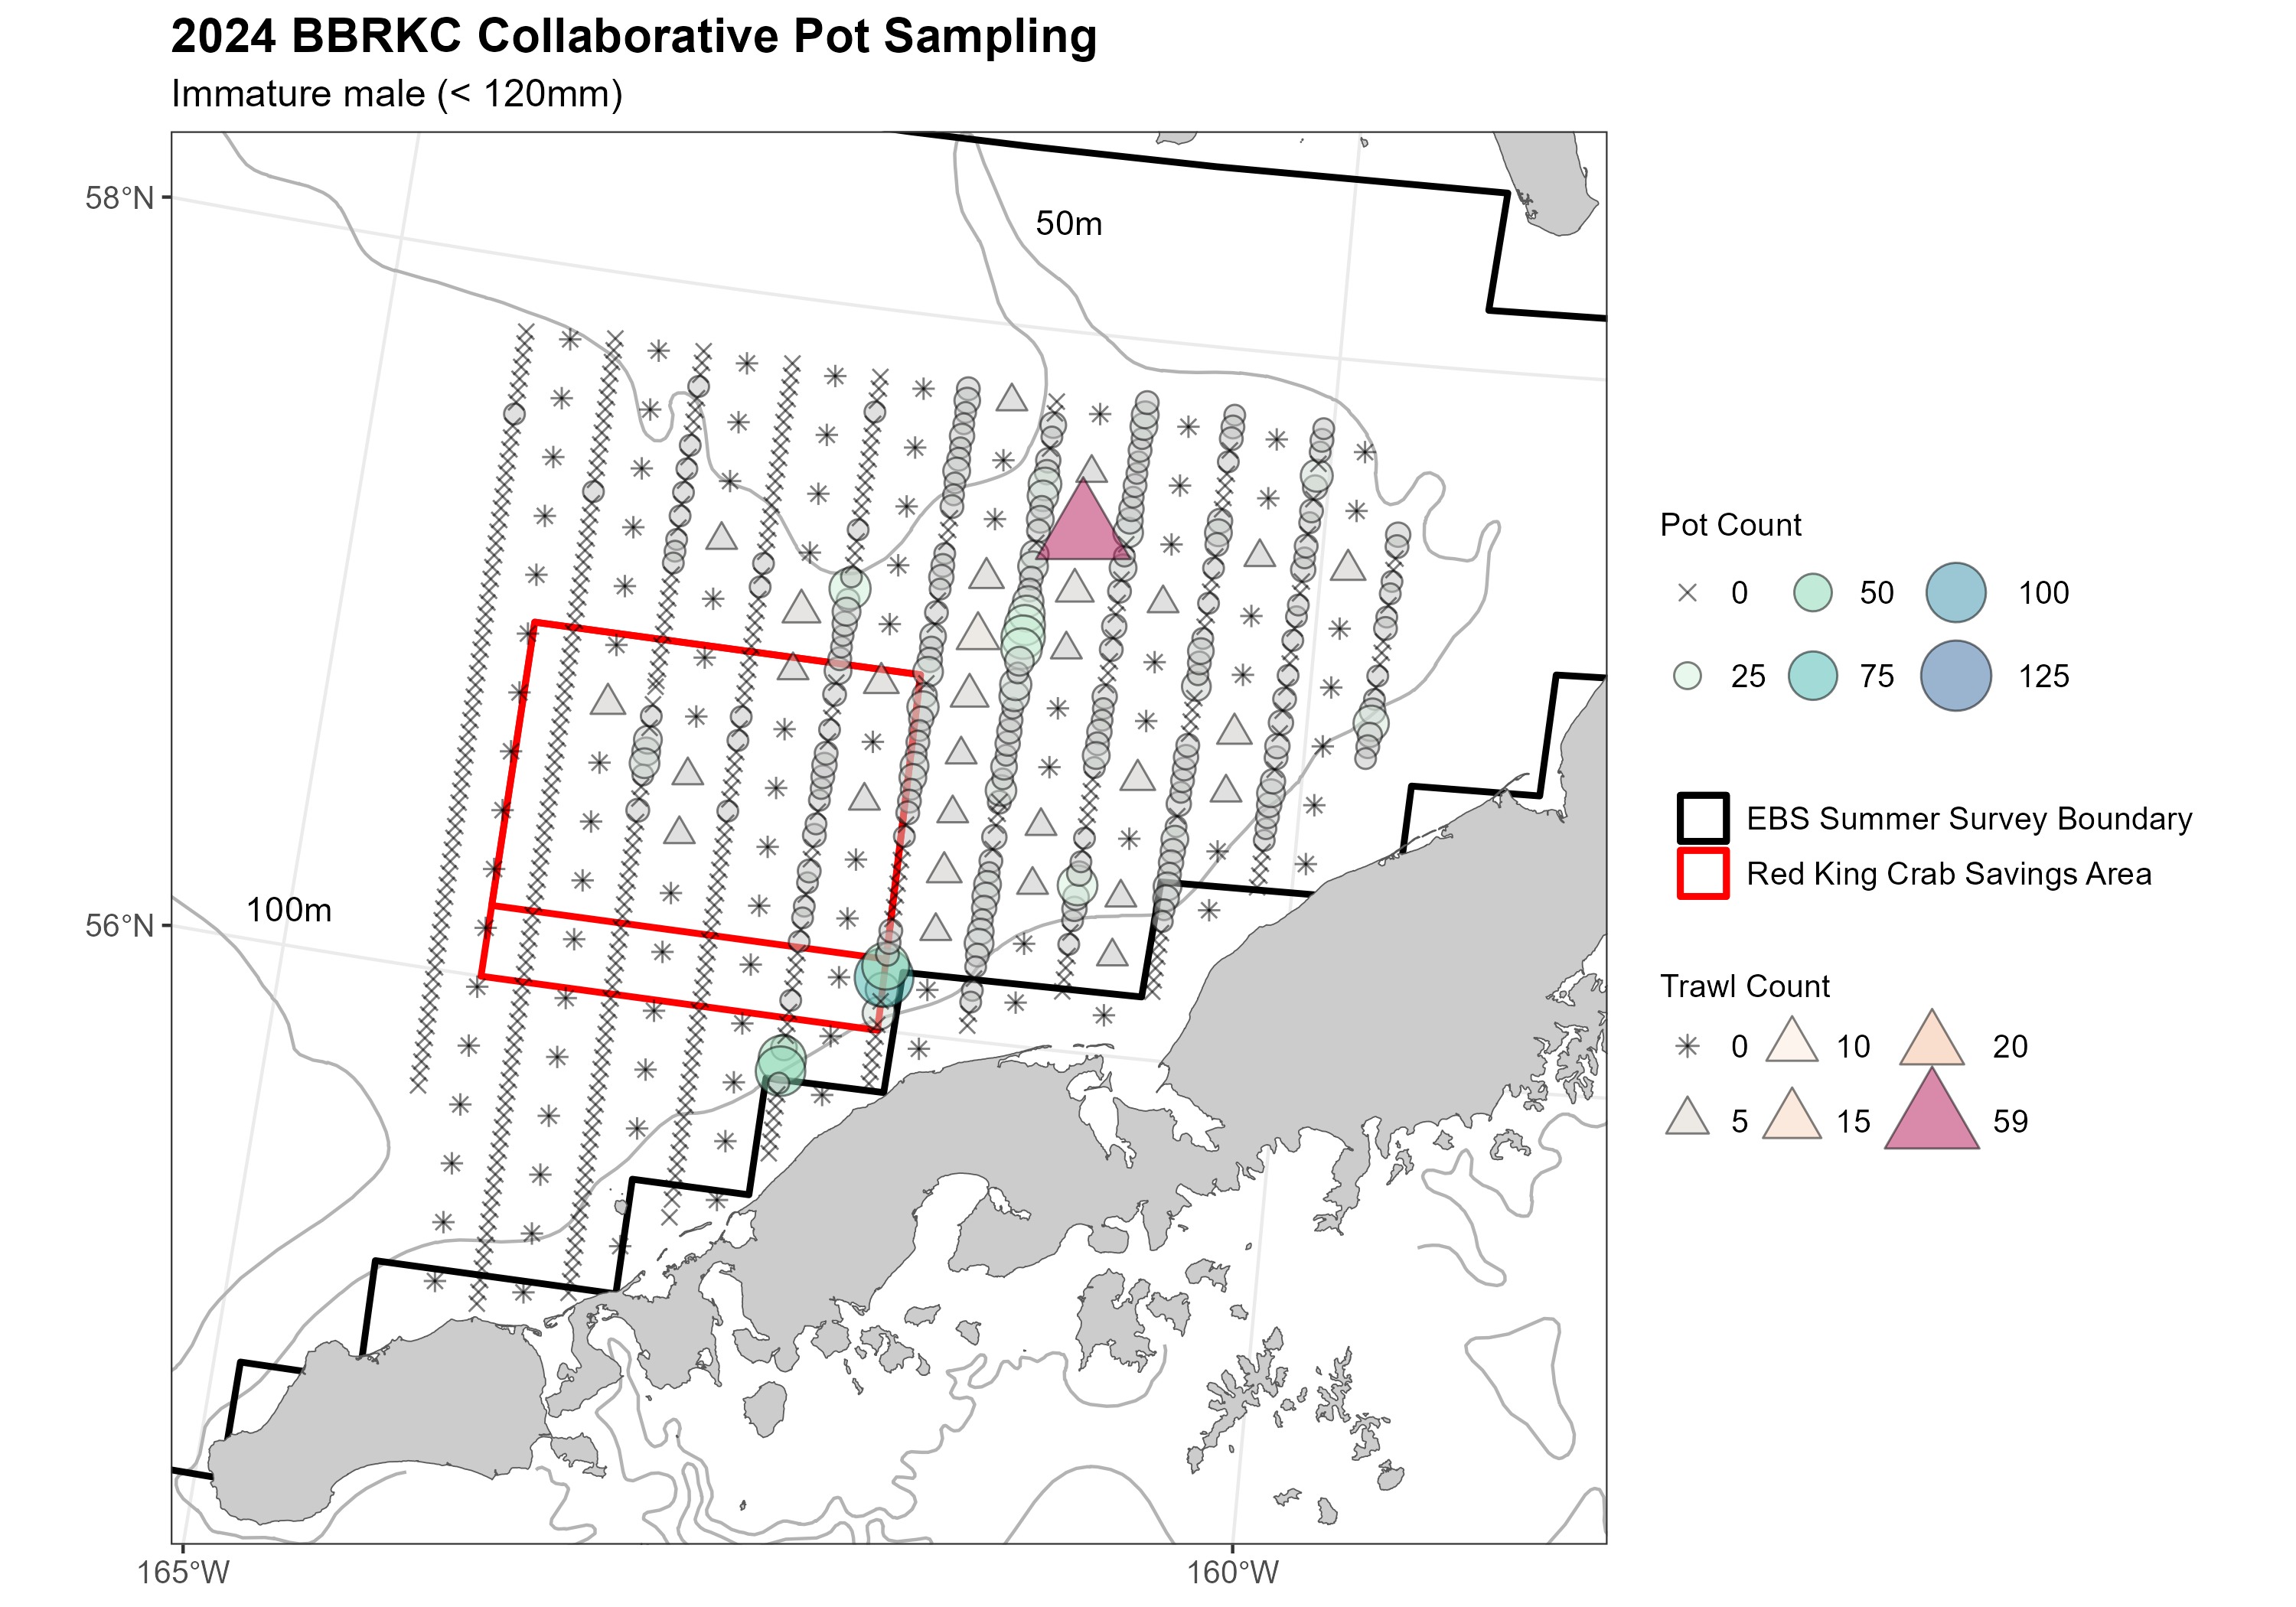 2024 BBRKC Collaborative Pot Sampling
Immature male (< 120mm)
58°N
56°N
165°W
160°W
50m
100m
Pot Count
0 50 100
25 75 125
EBS Summer Survey Boundary
Red King Crab Savings Area
Trawl Count
0 10 20
5 15 59